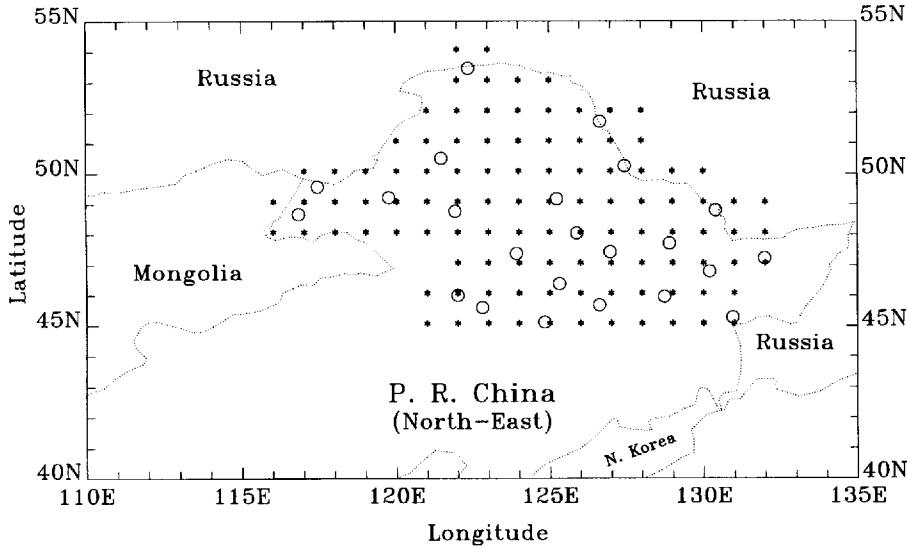 55N 55N
Russia Russia
50N 50N
Latitude
Mongolia
45N 45N
Russia
P. R. China
(North-East)
N. Korea
40N 40N
110E 115E 120E 125E 130E 135E
Longitude